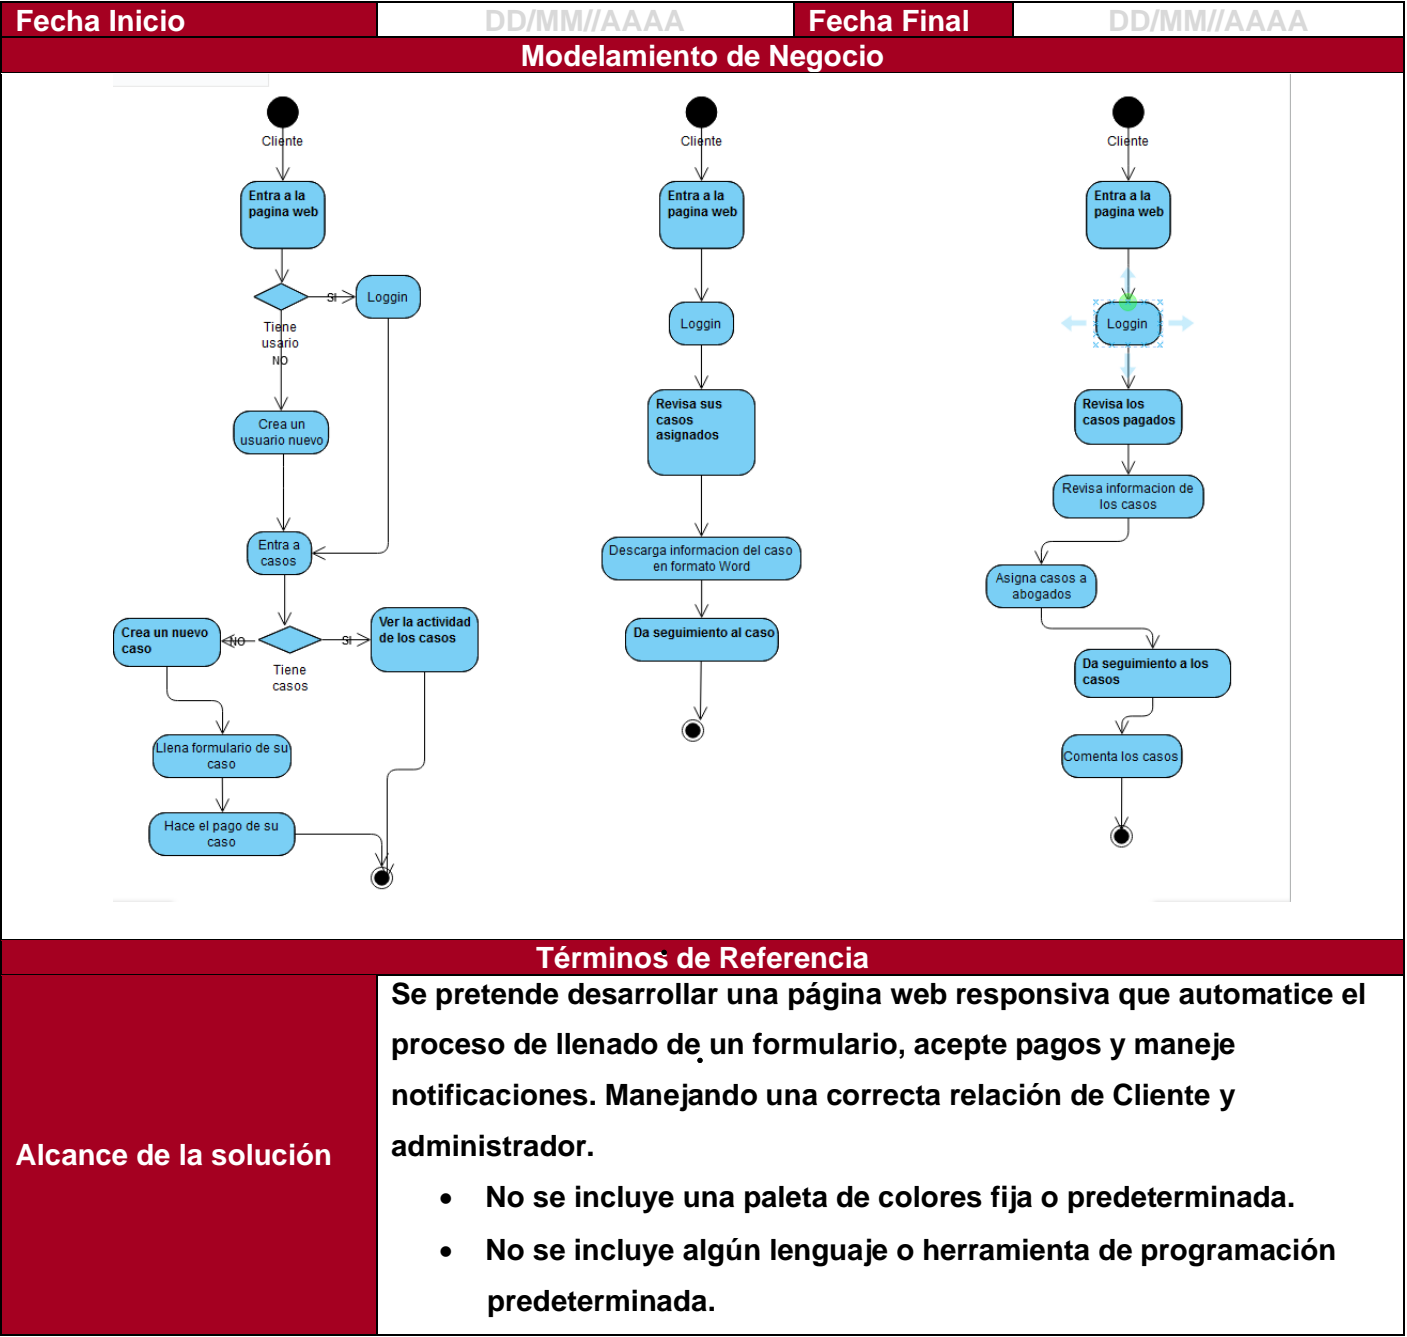 Fecha Inicio DD/MM//AAAA Fecha Final DD/MM//AAAA
Modelamiento de Negocio
Cliente
Entra a la
pagina web
SI
Loggin
Tiene
usario
NO
Crea un
usuario nuevo
Entra a
casos
Crea un nuevo
caso
NO
Tiene
casos
SI
Ver la actividad
de los casos
Llena formulario de su
caso
Hace el pago de su
caso
Cliente
Entra a la
pagina web
Loggin
Revisa sus
casos
asignados
Descarga informacion del caso
en formato Word
Da seguimiento al caso
Cliente
Entra a la
pagina web
Loggin
Revisa los
casos pagados
Revisa informacion de
los casos
Asigna casos a
abogados
Da seguimiento a los
casos
Comenta los casos
Términos de Referencia
Alcance de la solución
Se pretende desarrollar una página web responsiva que automatice el
proceso de llenado de un formulario, acepte pagos y maneje
notificaciones. Manejando una correcta relación de Cliente y
administrador.
• No se incluye una paleta de colores fija o predeterminada.
• No se incluye algún lenguaje o herramienta de programación
predeterminada.